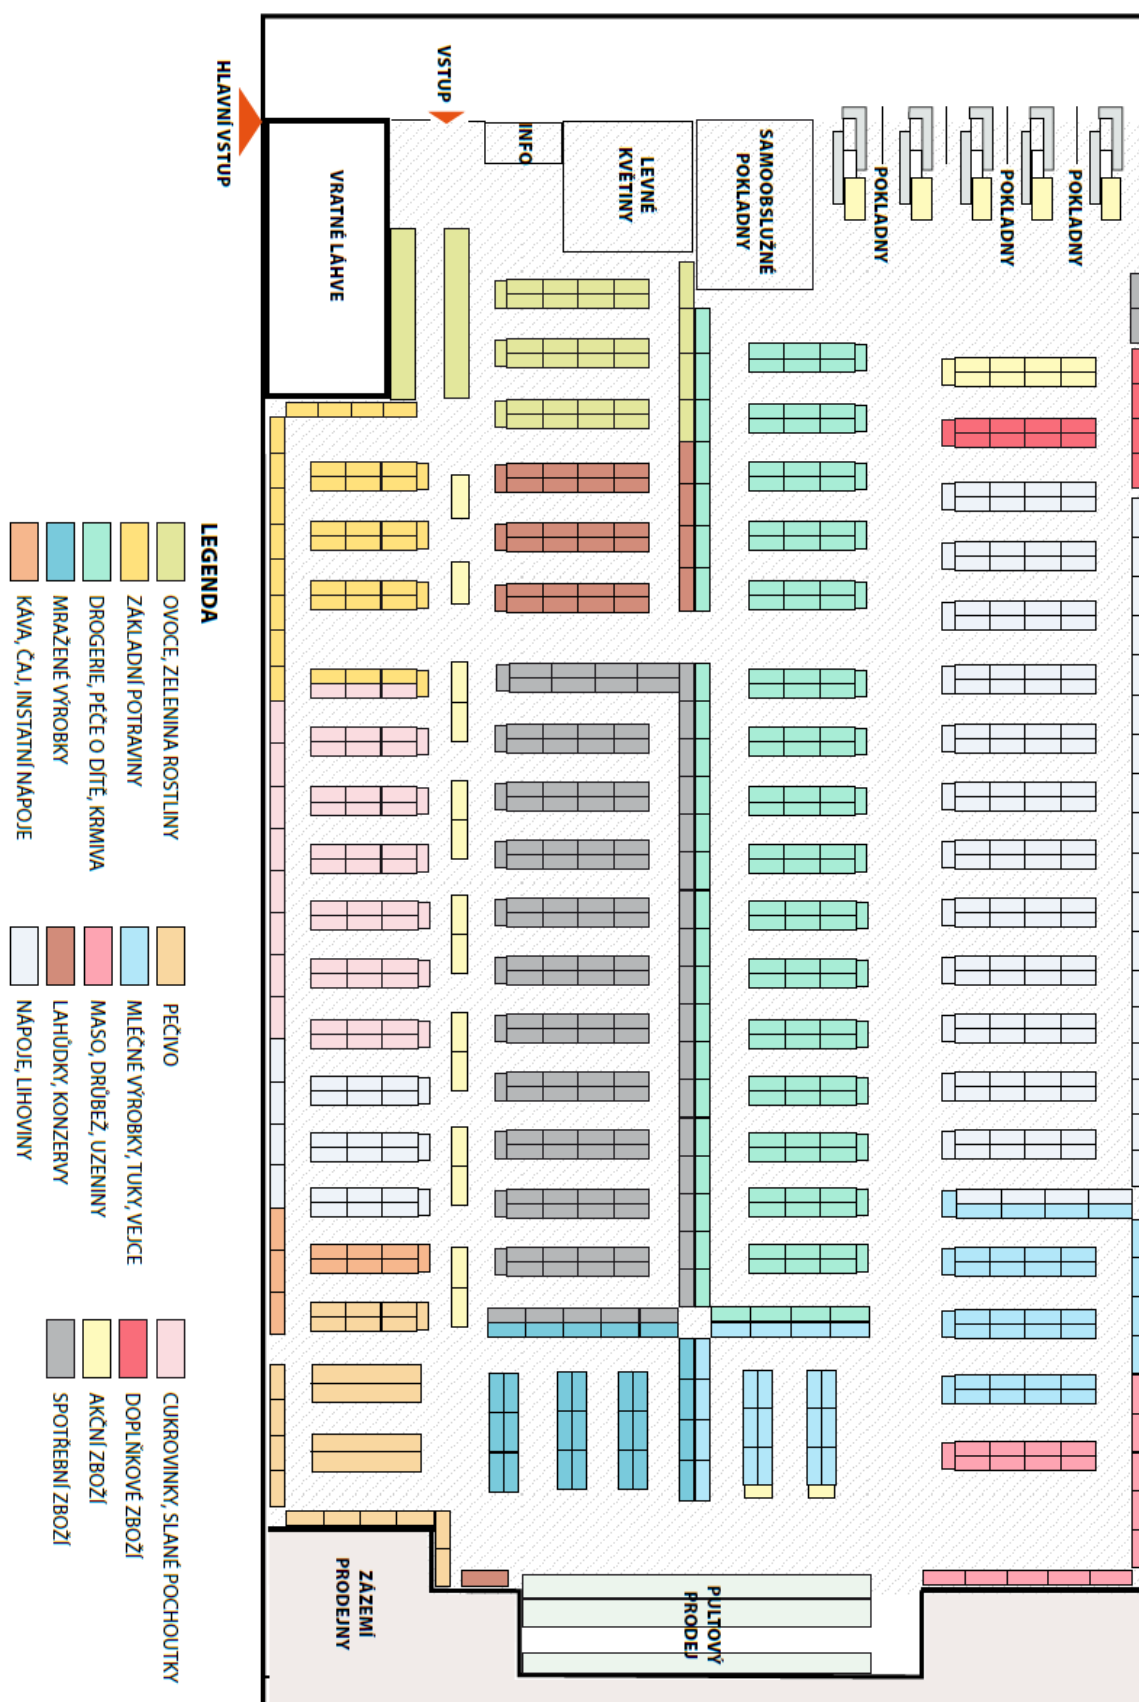 HLAVNÍ VSTUP
VSTUP
VRATNÉ LÁHVE
INFO
LEVNÉ
KVĚTINY
SAMOOBSLUŽNÉ
POKLADNY
POKLADNY
POKLADNY
POKLADNY
ZÁZEMÍ
PRODEJNY
PULTOVÝ
PRODEJ
LEGENDA
OVOCE, ZELENINA ROSTLINY
ZÁKLADNÍ POTRAVINY
DROGERIE, PÉČE O DÍTĚ, KRMIVA
MRAŽENÉ VÝROBKY
KÁVA, ČAJ, INSTATNÍ NÁPOJE
PEČIVO
MLÉČNÉ VÝROBKY, TUKY, VEJCE
MASO, DRŮBEŽ, UZENINY
LAHŮDKY, KONZERVY
NÁPOJE, LIHOVINY
CUKROVINKY, SLANÉ POCHOUTKY
DOPLŇKOVÉ ZBOŽÍ
AKČNÍ ZBOŽÍ
SPOTŘEBNÍ ZBOŽÍ